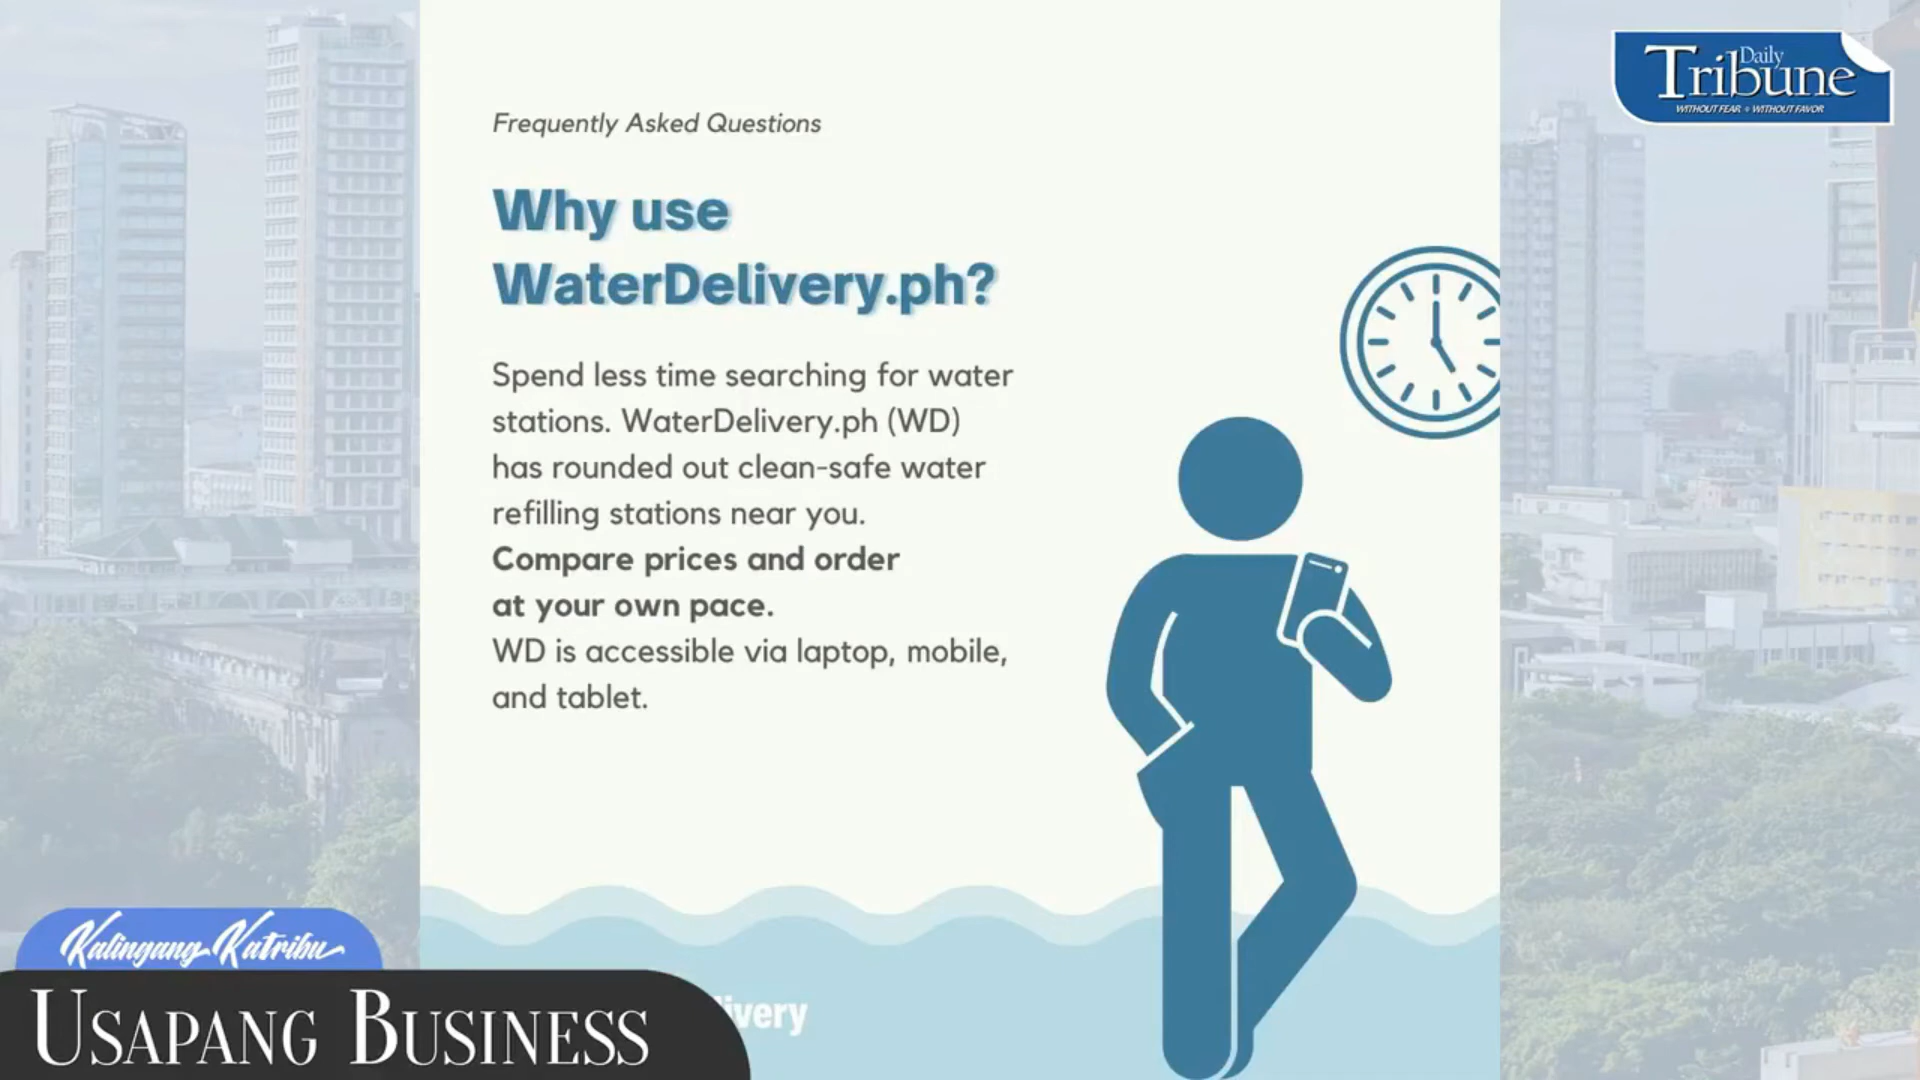 Daily
Tribune
WITHOUT FEAR • WITHOUT FAVOR
Frequently Asked Questions
Why use
WaterDelivery.ph?
Spend less time searching for water
stations. WaterDelivery.ph (WD)
has rounded out clean-safe water
refilling stations near you.
Compare prices and order
at your own pace.
WD is accessible via laptop, mobile,
and tablet.
Kalingang Katribu
USAPANG BUSINESS